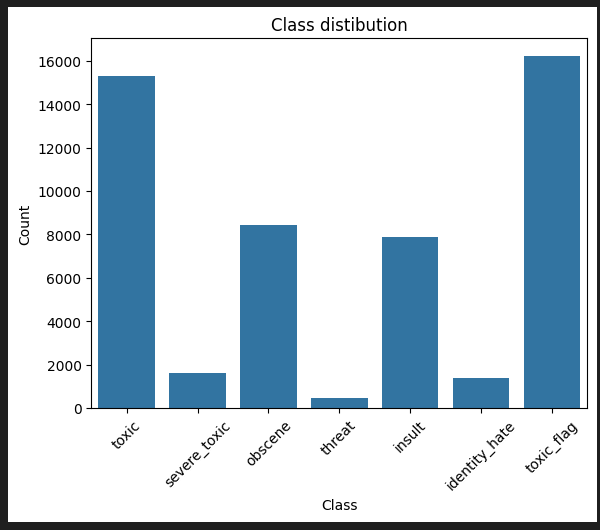 Class distibution
16000
14000
12000
10000
8000
6000
4000
2000
0
Count
toxic
severe_toxic
obscene
threat
insult
identity_hate
toxic_flag
Class